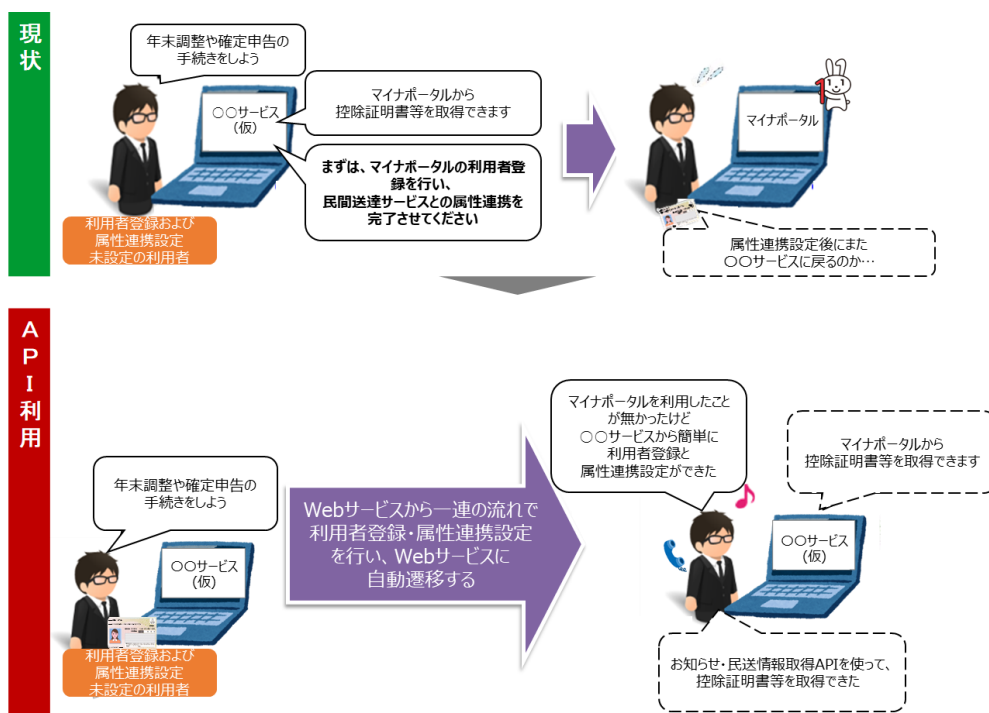 現状
年末調整や確定申告の
手続きをしよう
〇〇サービス
(仮)
マイナポータルから
控除証明書等を取得できます
まずは、マイナポータルの利用者登
録を行い、
民間送達サービスとの属性連携を
完了させてください
利用者登録および
属性連携設定
未設定の利用者
マイナポータル
属性連携設定後にまた
〇〇サービスに戻るのか…
API利用
年末調整や確定申告の
手続きをしよう
〇〇サービス
(仮)
利用者登録および
属性連携設定
未設定の利用者
Webサービスから一連の流れで
利用者登録・属性連携設定
を行い、Webサービスに
自動遷移する
マイナポータルを利用したこと
が無かったけど
〇〇サービスから簡単に
利用者登録と
属性連携設定ができた
マイナポータルから
控除証明書等を取得できます
〇〇サービス
(仮)
お知らせ・民送情報取得APIを使って、
控除証明書等を取得できた